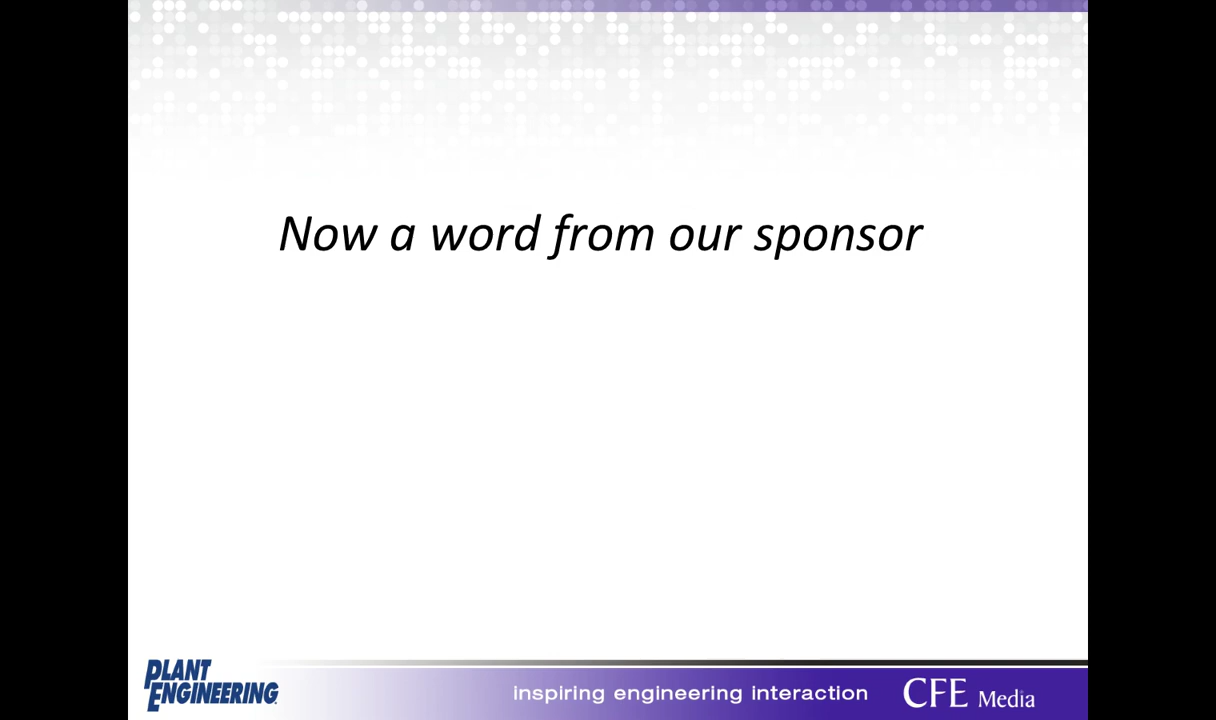 Now a word from our sponsor
PLANT
ENGINEERING
inspiring engineering interaction
CFE Media